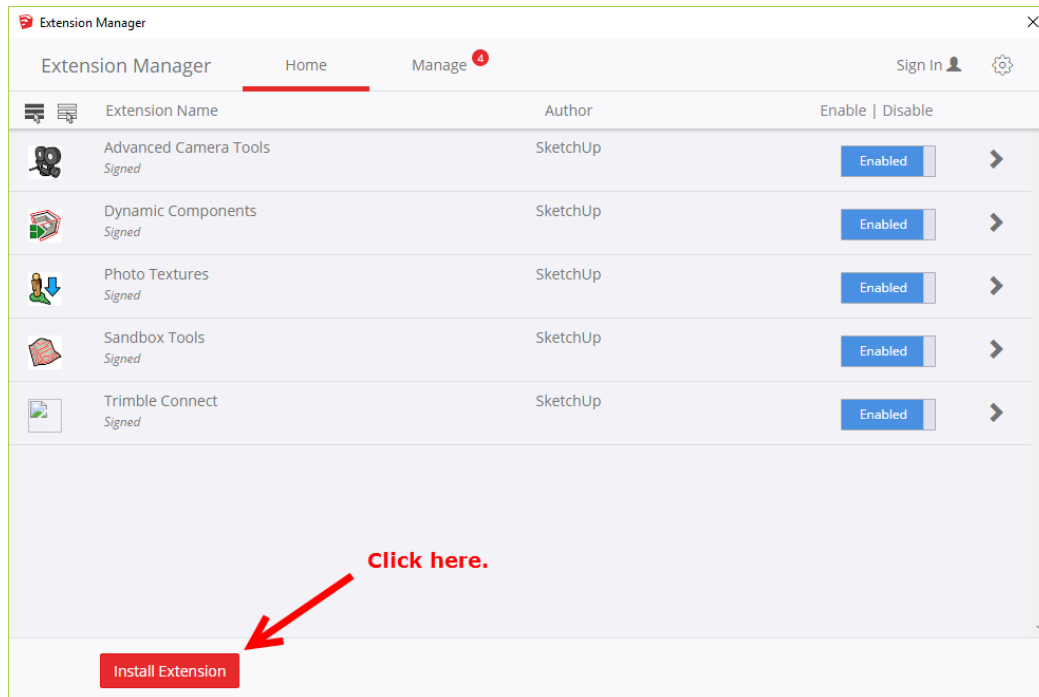 Extension Manager
Extension Manager Home Manage 4 Sign In
Extension Name Author Enable | Disable
Advanced Camera Tools SketchUp
Signed Enabled
Dynamic Components SketchUp
Signed Enabled
Photo Textures SketchUp
Signed Enabled
Sandbox Tools SketchUp
Signed Enabled
Trimble Connect SketchUp
Signed Enabled
Click here.
Install Extension